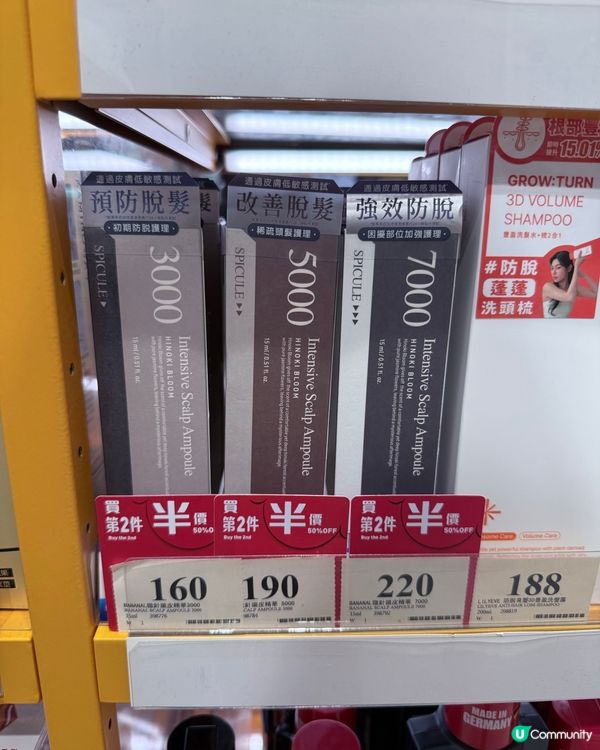 通過皮膚低敏感測試
預防脫髮
初期防脫護理
SPICULE
3000
Intensive Scalp Ampoule
HINOKI BLOOM
15 ml / 0.51 fl. oz.
通過皮膚低敏感測試
改善脫髮
稀疏頭髮護理
SPICULE
5000
Intensive Scalp Ampoule
HINOKI BLOOM
15 ml / 0.51 fl. oz.
通過皮膚低敏感測試
強效防脫
困擾部位加強護理
SPICULE
7000
Intensive Scalp Ampoule
HINOKI BLOOM
15 ml / 0.51 fl. oz.
髮
15.01%
GROW:TURN
3D VOLUME
SHAMPOO
#防脫
蓬蓬
洗頭梳
Volume Care
買
第2件
半
價
50%O
Buy the 2nd
買
第2件
半
價
50%OFF
Buy the 2nd
買
第2件
半
價
50%OFF
Buy the 2nd
160
190
220
188
398776
7000
398792
200ml
MADE IN
GERMANY
U Community